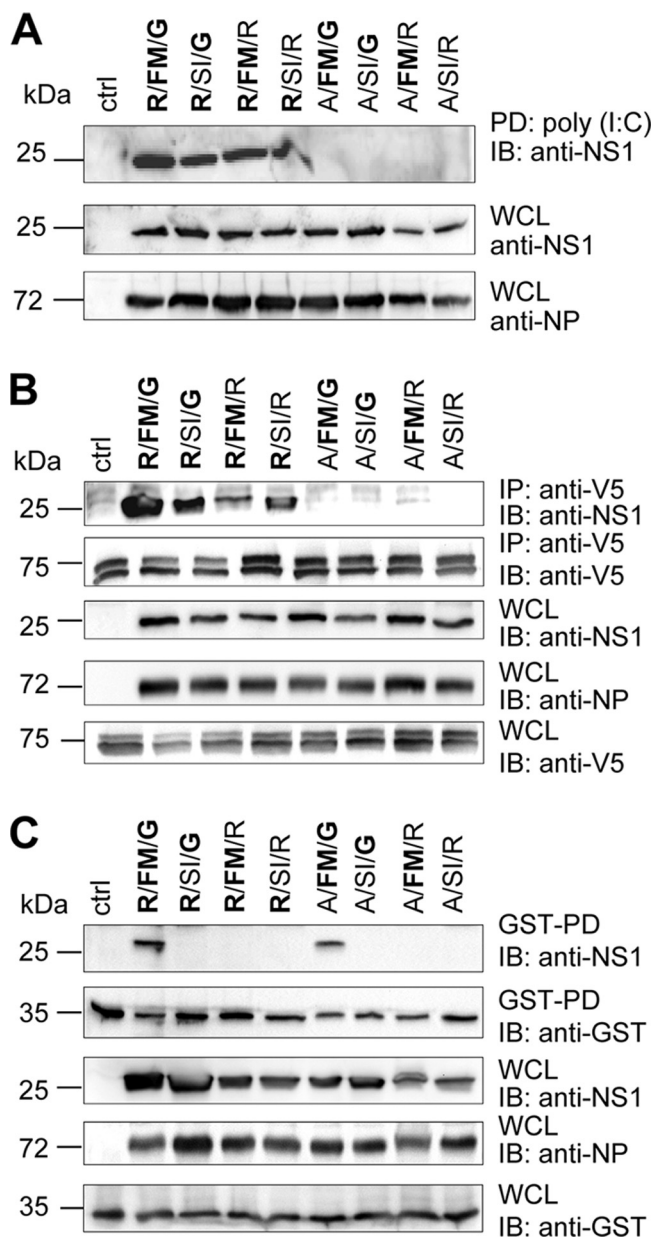 A
kDa
ctrl
R/FM/G
R/SI/G
R/FM/R
R/SI/R
A/FM/G
A/SI/G
A/FM/R
A/SI/R
25
PD: poly (I:C)
IB: anti-NS1
25
WCL
anti-NS1
72
WCL
anti-NP
B
kDa
ctrl
R/FM/G
R/SI/G
R/FM/R
R/SI/R
A/FM/G
A/SI/G
A/FM/R
A/SI/R
25
IP: anti-V5
IB: anti-NS1
75
IP: anti-V5
IB: anti-V5
25
WCL
IB: anti-NS1
72
WCL
IB: anti-NP
75
WCL
IB: anti-V5
C
kDa
ctrl
R/FM/G
R/SI/G
R/FM/R
R/SI/R
A/FM/G
A/SI/G
A/FM/R
A/SI/R
25
GST-PD
IB: anti-NS1
35
GST-PD
IB: anti-GST
25
WCL
IB: anti-NS1
72
WCL
IB: anti-NP
35
WCL
IB: anti-GST